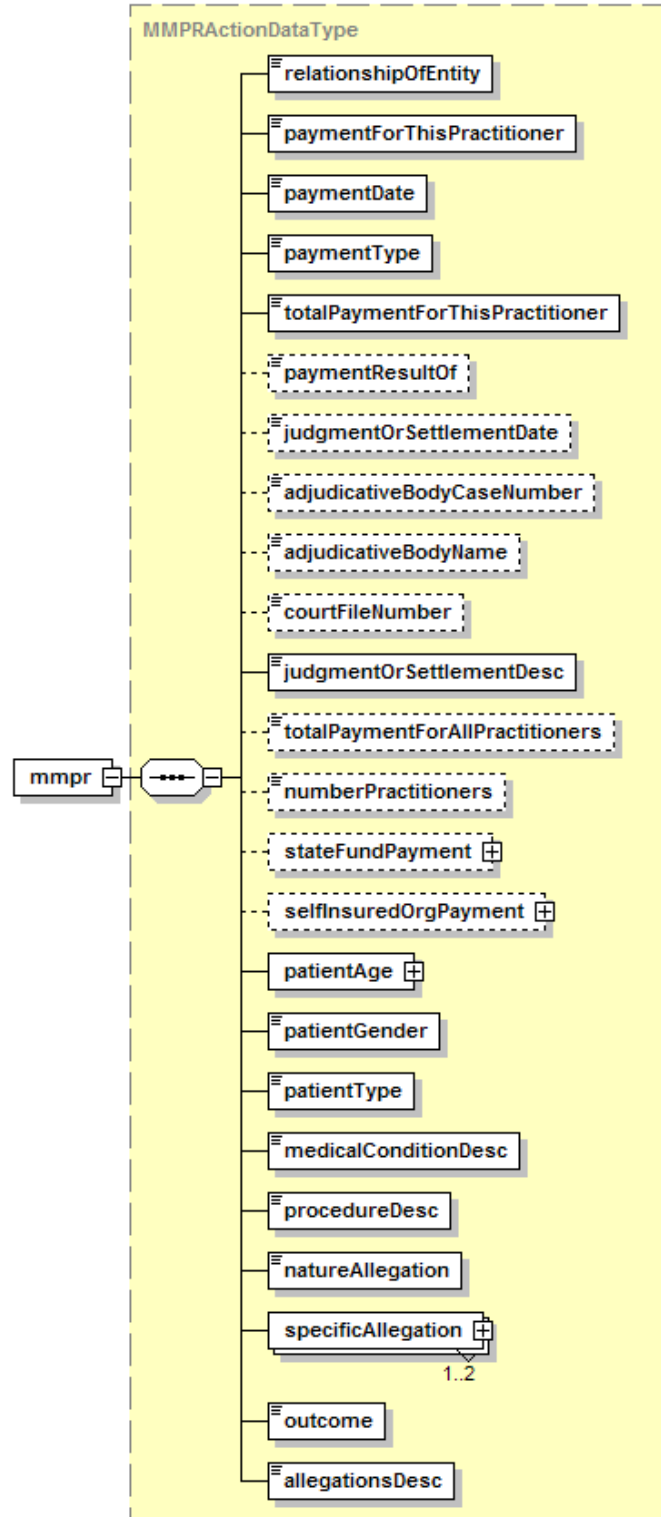 MMPRActionDataType
relationshipOfEntity
paymentForThisPractitioner
paymentDate
paymentType
totalPaymentForThisPractitioner
paymentResultOf
judgmentOrSettlementDate
adjudicativeBodyCaseNumber
adjudicativeBodyName
courtFileNumber
judgmentOrSettlementDesc
totalPaymentForAllPractitioners
mmpr
numberPractitioners
stateFundPayment
selfInsuredOrgPayment
patientAge
patientGender
patientType
medicalConditionDesc
procedureDesc
natureAllegation
specificAllegation
1..2
outcome
allegationsDesc